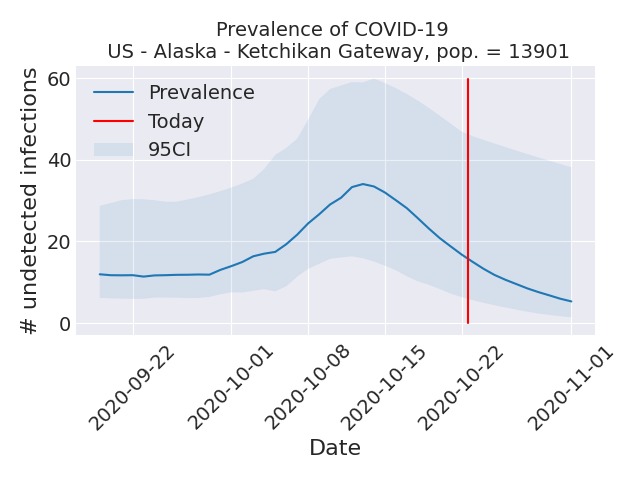 Prevalence of COVID-19
US - Alaska - Ketchikan Gateway, pop. = 13901
# undetected infections
60
40
20
0
Prevalence
Today
95CI
2020-09-22
2020-10-01
2020-10-08
2020-10-15
2020-10-22
2020-11-01
Date